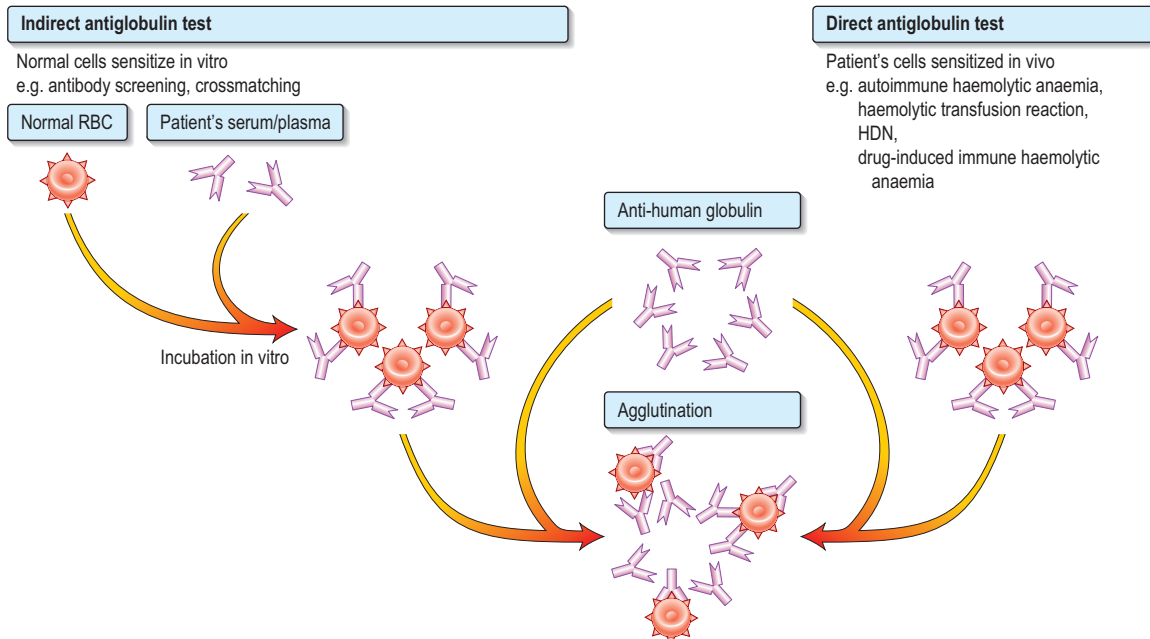 Indirect antiglobulin test
Normal cells sensitize in vitro
e.g. antibody screening, crossmatching
Normal RBC
Patient's serum/plasma
Incubation in vitro
Anti-human globulin
Agglutination
Direct antiglobulin test
Patient's cells sensitized in vivo
e.g. autoimmune haemolytic anaemia,
haemolytic transfusion reaction,
HDN,
drug-induced immune haemolytic
anaemia